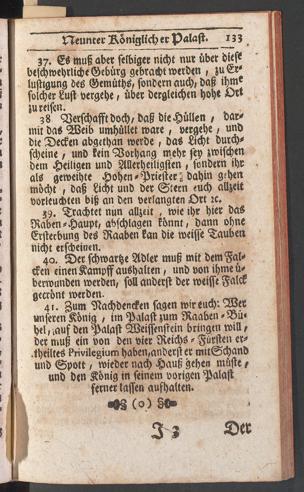 Neunter Königlicher Palast. 133
37. Es muß aber selbiger nicht nur über diese
beschwehrliche Gebürg gebracht werden, zu Er-
lustigung des Gemüths, sondern auch, daß ihme
solcher Lust vergehe, über dergleichen hohe Ort
zu reisen.
38 Verschafft doch, daß die Hüllen, dar-
mit das Weib umhüllet ware, vergehe, und
die Decken abgethan werde, das Licht durch
scheine, und kein Vorhang mehr sey zwischen
dem Heiligen und Allerheiligsten, sondern ihr
als geweihte Hohen-Priester dahin gehen
möcht, daß Licht und der Stern euch allzeit
vorleuchten biß an den verlangten Ort ꝛc.
39. Trachtet nun allzeit, wie ihr hier das
Raben-Haupt, abschlagen könnt, dann ohne
Ersterbung des Raaben kan die weisse Tauben
nicht erscheinen.
40. Der schwartze Adler muß mit dem Fal-
cken einen Kampff aushalten, und von ihme ü-
berwunden werden, soll anderst der weisse Falck
gecrönt werden.
41. Zum Nachdencken sagen wir euch: Wer
unseren König, im Palast zum Raaben-Bü-
hel, auf den Palast Weissenstein bringen will,
der muß ein von den vier Reichs-Fürsten er-
theiltes Privilegium haben, anderst er mit Schand
und Spott, wieder nach Hauß gehen müste,
und den König in seinem vorigen Palast
ferner lassen aufhalten.
(o)
I 3 Der